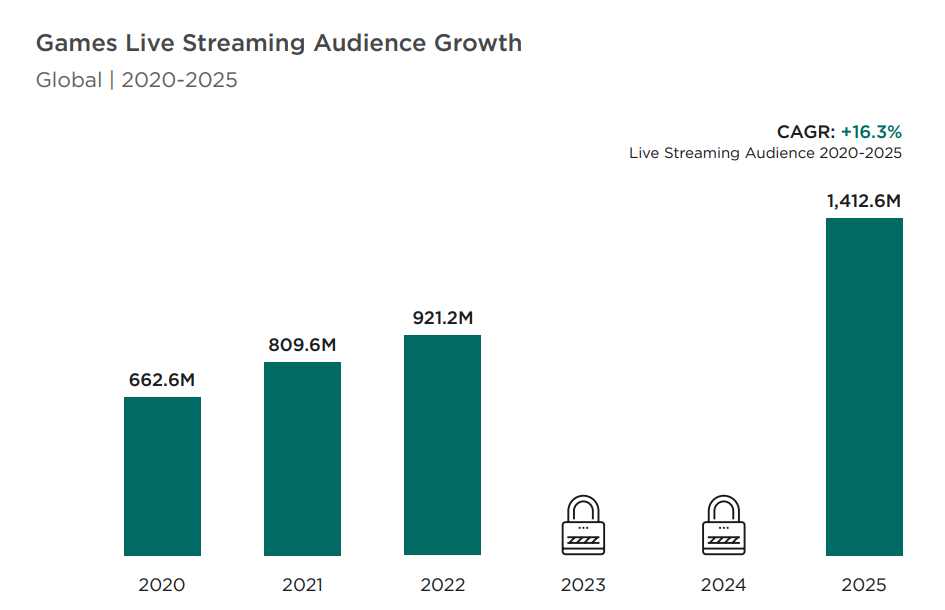 Games Live Streaming Audience Growth
Global | 2020-2025
CAGR: +16.3%
Live Streaming Audience 2020-2025
1,412.6M
921.2M
809.6M
662.6M
2020 2021 2022 2023 2024 2025